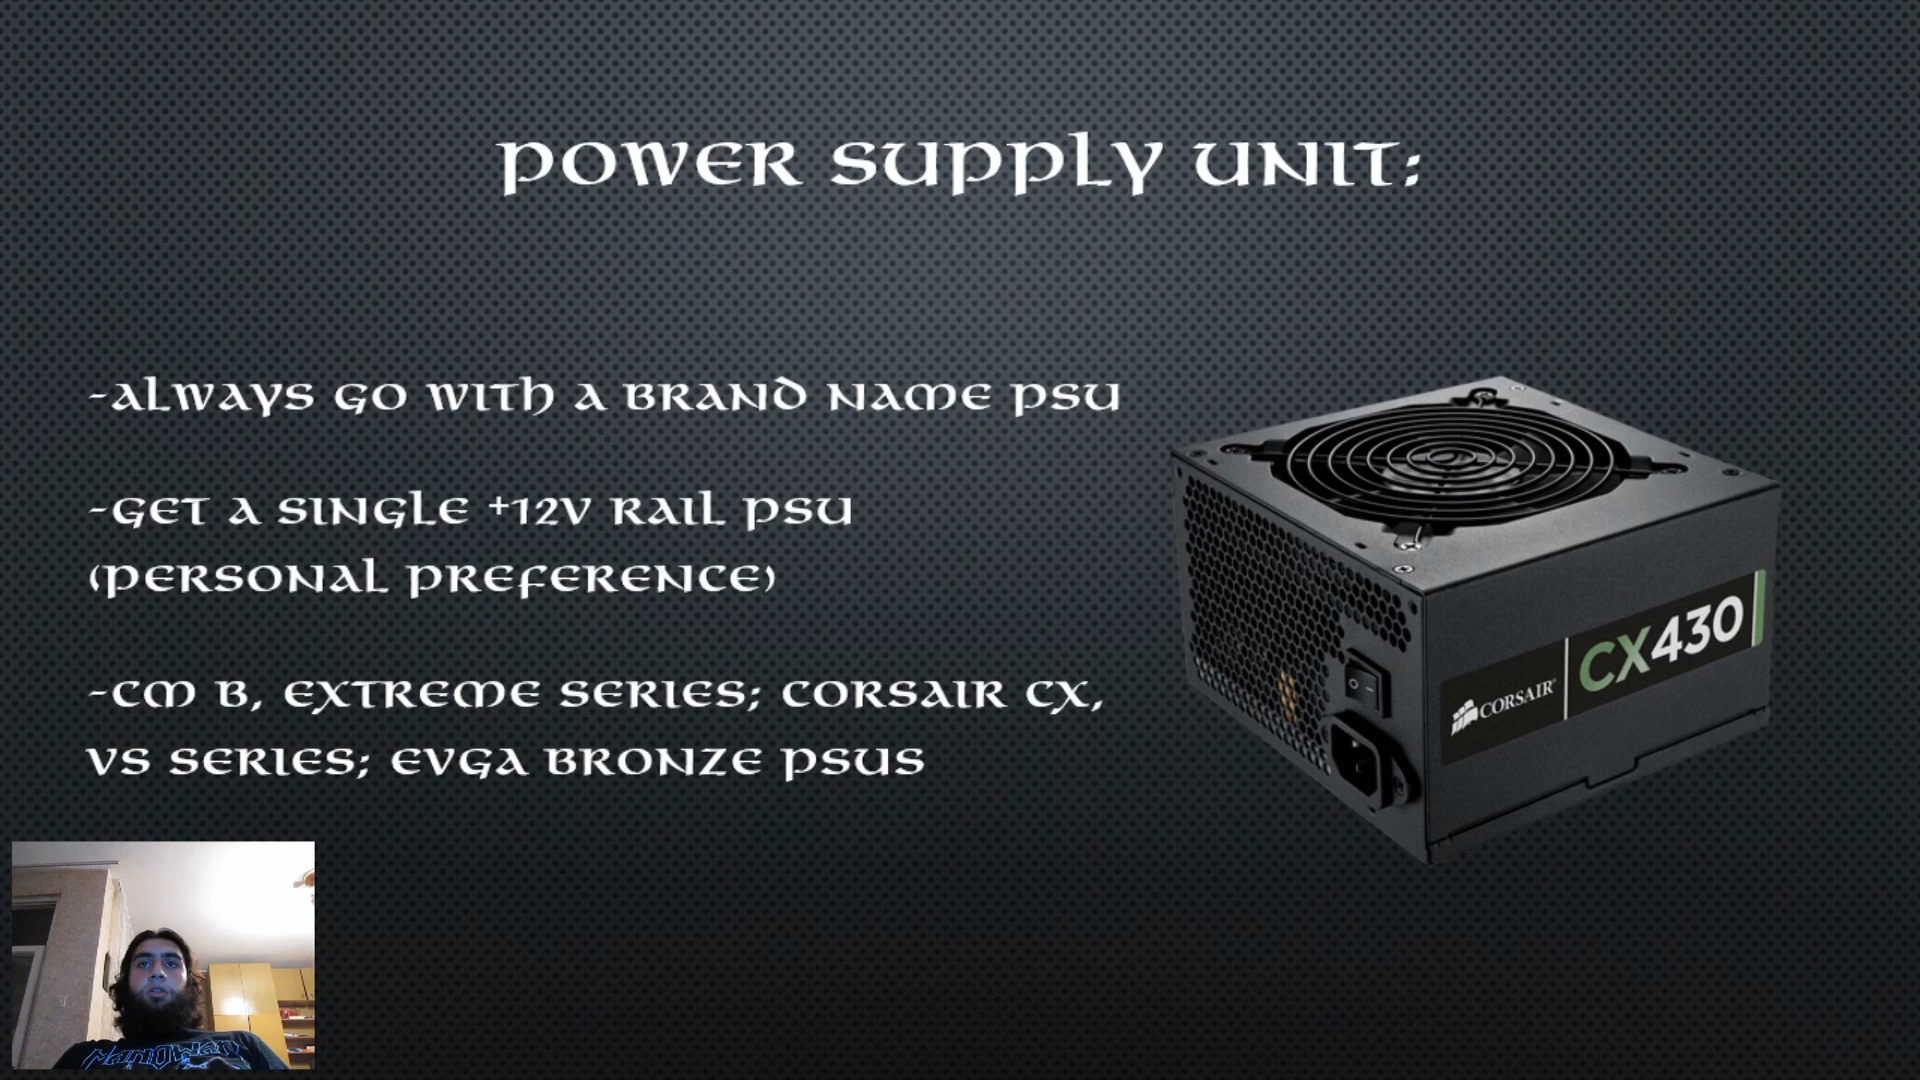 POWER SUPPLY UNIT:
-ALWAYS GO WITH A BRAND NAME PSU
-GET A SINGLE +12V RAIL PSU
(PERSONAL PREFERENCE)
-CM B, EXTREME SERIES; CORSAIR CX,
VS SERIES; EVGA BRONZE PSUS
CORSAIR CX430
MANOWAR